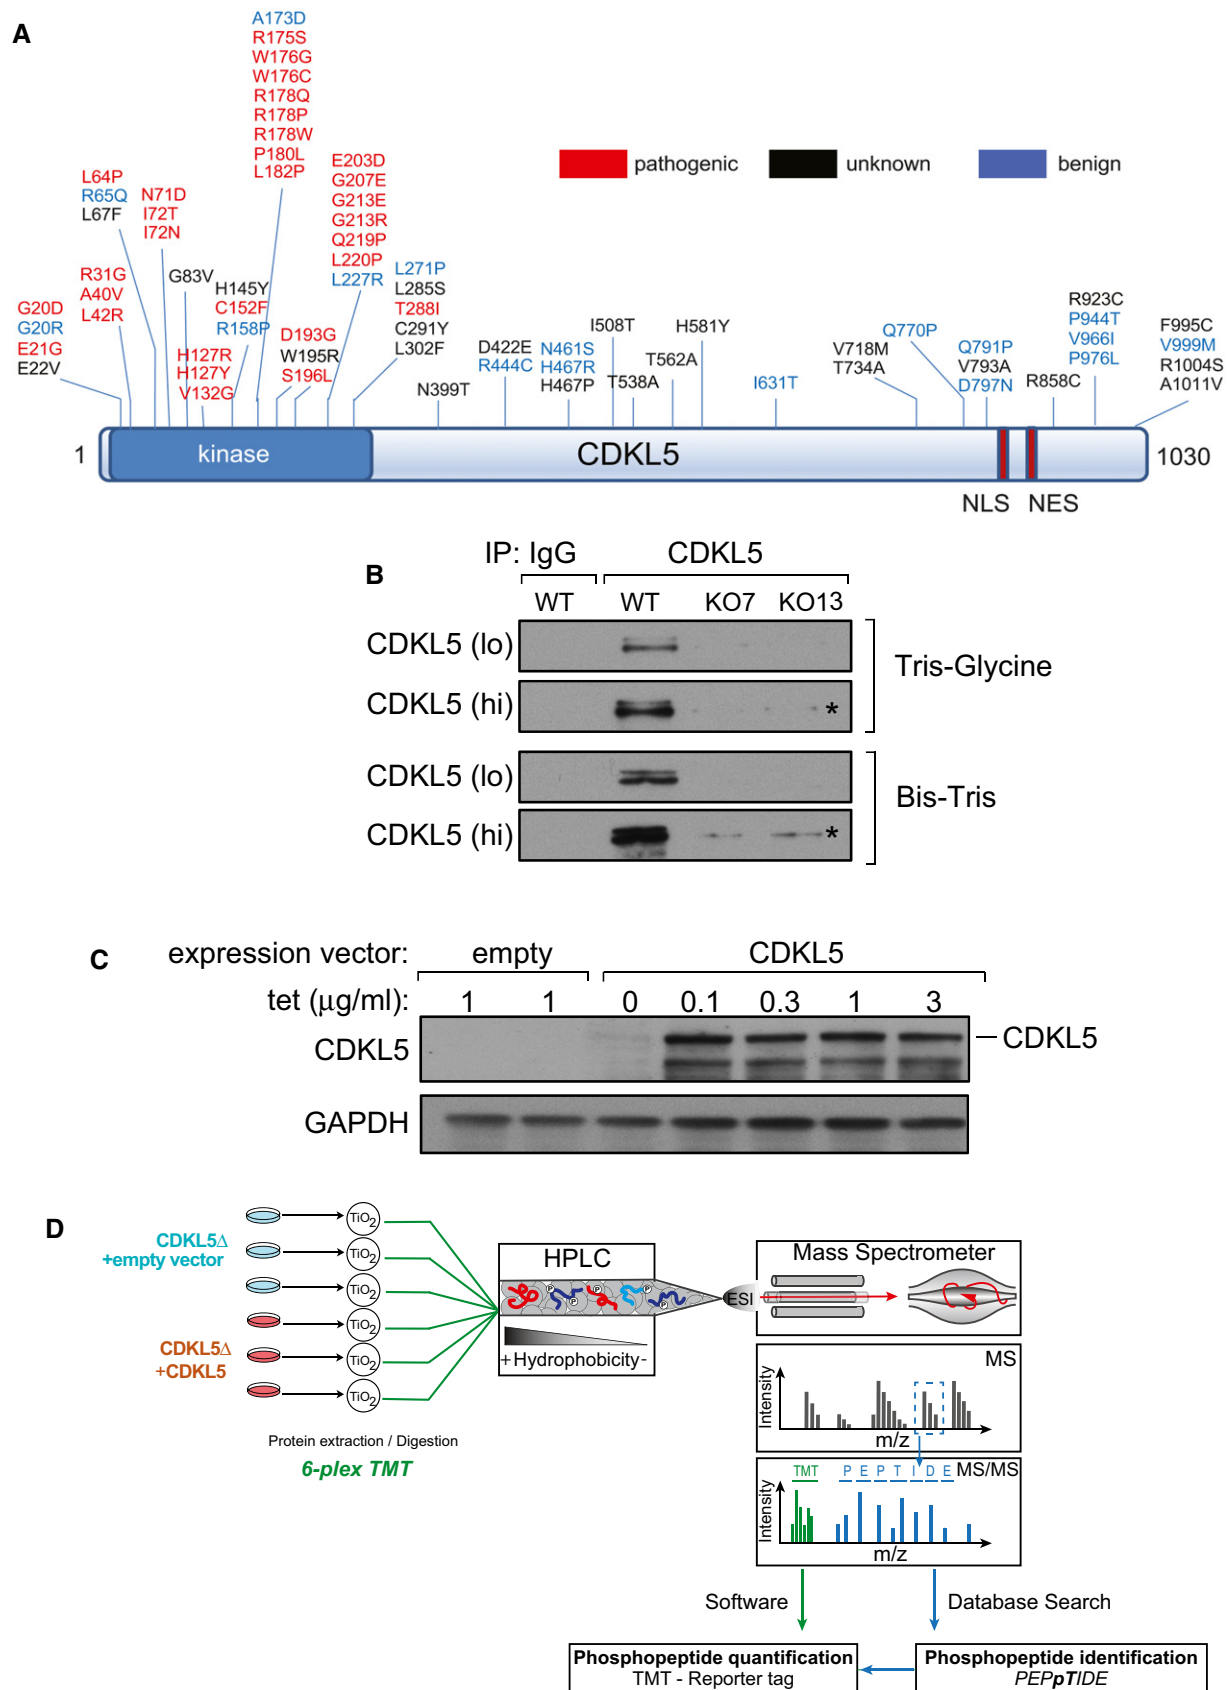 A
A173D
R175S
W176G
W176C
R178Q
R178P
R178W
P180L
L182P
E203D
G207E
G213E
G213R
Q219P
L220P
L227R
pathogenic
unknown
benign
L64P
R65Q
L67F
N71D
I72T
I72N
R31G
A40V
L42R
G83V
G20D
G20R
E21G
E22V
H127R
H127Y
V132G
H145Y
C152F
R158P
D193G
W195R
S196L
L271P
L285S
T288I
C291Y
L302F
N399T
D422E
R444C
N461S
H467R
H467P
I508T
T538A
T562A
H581Y
I631T
V718M
T734A
Q770P
Q791P
V793A
D797N
R858C
R923C
P944T
V966I
P976L
F995C
V999M
R1004S
A1011V
1
kinase
CDKL5
1030
NLS NES
B
IP: IgG CDKL5
WT WT KO7 KO13
CDKL5 (lo)
CDKL5 (hi) *
Tris-Glycine
CDKL5 (lo)
CDKL5 (hi) *
Bis-Tris
C
expression vector: empty CDKL5
tet (μg/ml): 1 1 0 0.1 0.3 1 3
CDKL5
CDKL5
GAPDH
D
CDKL5Δ
+empty vector
CDKL5Δ
+CDKL5
TiO2
TiO2
TiO2
TiO2
TiO2
TiO2
Protein extraction / Digestion
6-plex TMT
HPLC
P P P P P
+Hydrophobicity-
ESI
Mass Spectrometer
MS
Intensity
m/z
TMT P E P T I D E MS/MS
Intensity
m/z
Software
Database Search
Phosphopeptide quantification
TMT - Reporter tag
Phosphopeptide identification
PEPpTIDE